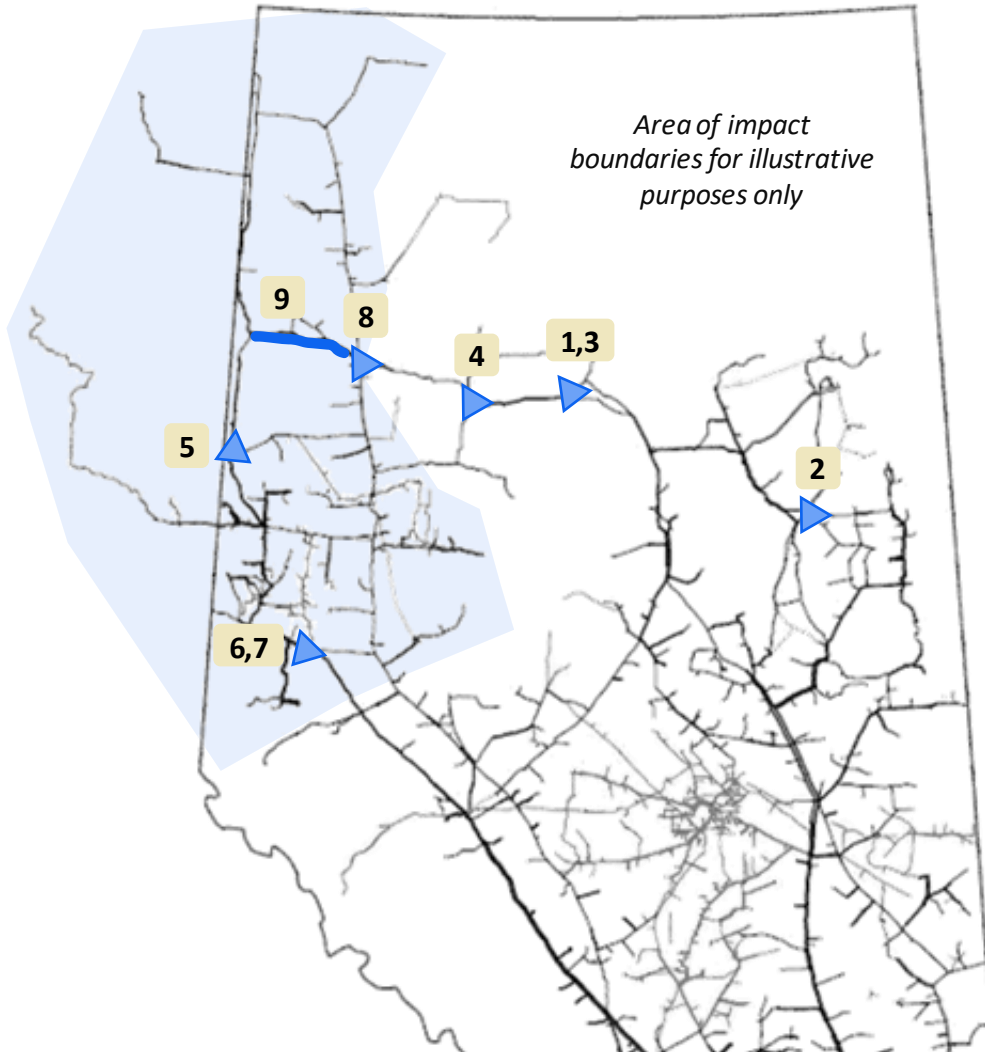 Area of impact
boundaries for illustrative
purposes only
9
8
1,3
4
5
2
6,7